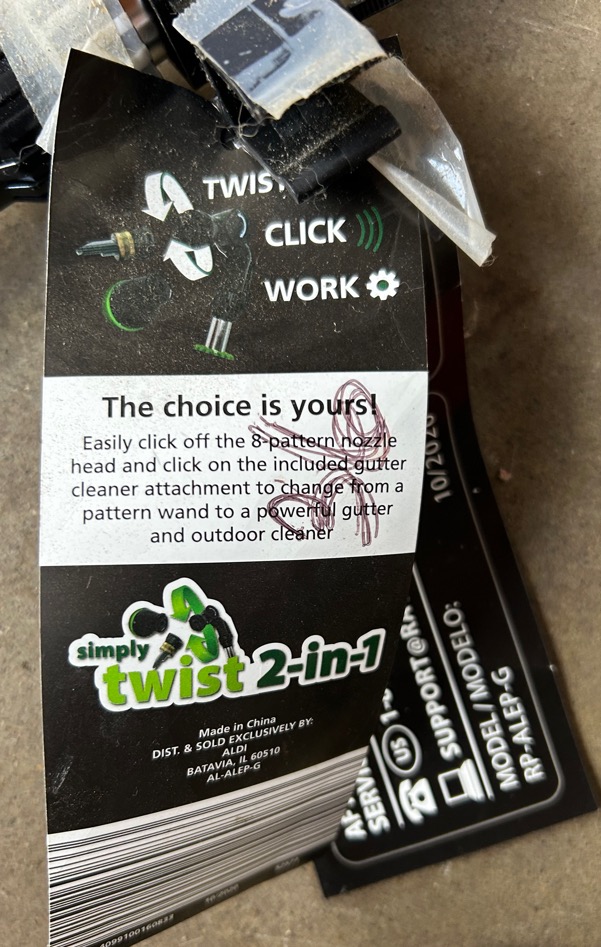 TWIST
CLICK
WORK
The choice is yours!
Easily click off the 8-pattern nozzle
head and click on the included gutter
cleaner attachment to change from a
pattern wand to a powerful gutter
and outdoor cleaner
simply
twist 2-in-1
Made in China
DIST. & SOLD EXCLUSIVELY BY:
ALDI
BATAVIA, IL 60510
AL-ALEP-G
4099100160833
10/2020
US
SUPPORT@
MODEL / MODELO:
RP-ALEP-G